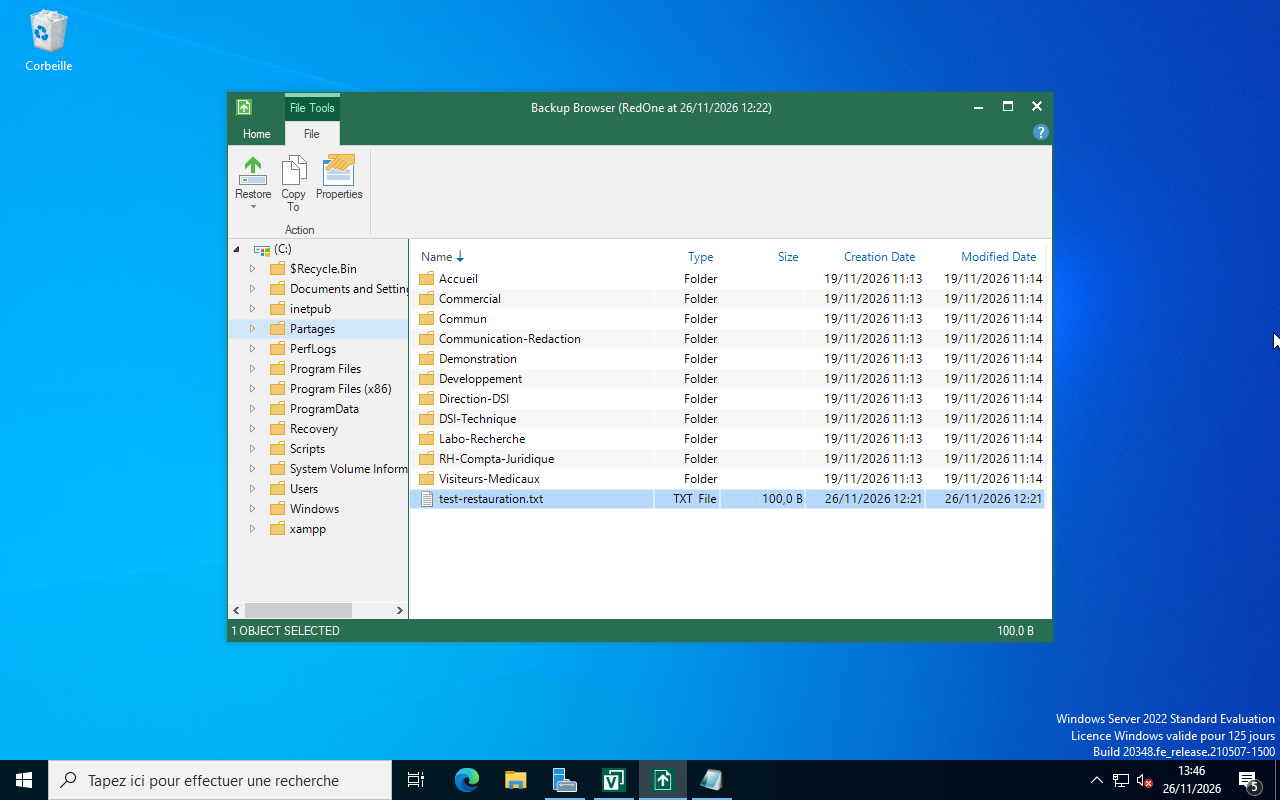 Corbeille
File Tools
Backup Browser (RedOne at 26/11/2026 12:22)
Home
File
?
Restore
Copy
To
Properties
Action
(C:)
$Recycle.Bin
Documents and Setting
inetpub
Partages
PerfLogs
Program Files
Program Files (x86)
ProgramData
Recovery
Scripts
System Volume Inform
Users
Windows
xampp
Name Type Size Creation Date Modified Date
Accueil Folder 19/11/2026 11:13 19/11/2026 11:14
Commercial Folder 19/11/2026 11:13 19/11/2026 11:14
Commun Folder 19/11/2026 11:13 19/11/2026 11:14
Communication-Redaction Folder 19/11/2026 11:13 19/11/2026 11:14
Demonstration Folder 19/11/2026 11:13 19/11/2026 11:14
Developpement Folder 19/11/2026 11:13 19/11/2026 11:14
Direction-DSI Folder 19/11/2026 11:13 19/11/2026 11:14
DSI-Technique Folder 19/11/2026 11:13 19/11/2026 11:14
Labo-Recherche Folder 19/11/2026 11:13 19/11/2026 11:14
RH-Compta-Juridique Folder 19/11/2026 11:13 19/11/2026 11:14
Visiteurs-Medicaux Folder 19/11/2026 11:13 19/11/2026 11:14
test-restauration.txt TXT File 100,0 B 26/11/2026 12:21 26/11/2026 12:21
1 OBJECT SELECTED 100,0 B
Windows Server 2022 Standard Evaluation
Licence Windows valide pour 125 jours
Build 20348.fe_release.210507-1500
Tapez ici pour effectuer une recherche
13:46
26/11/2026
5